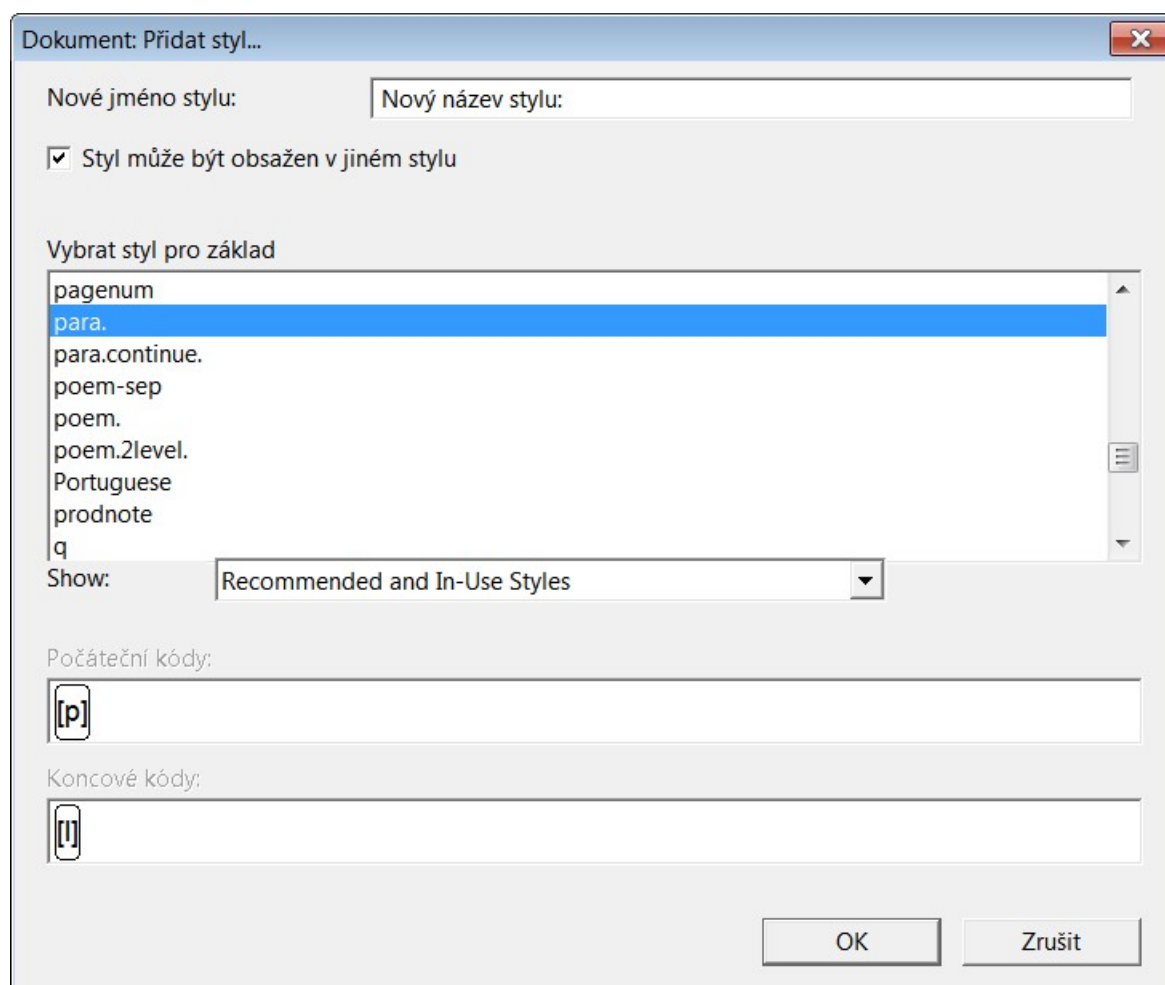 Dokument: Přidat styl...
Nové jméno stylu: Nový název stylu:
Styl může být obsažen v jiném stylu
Vybrat styl pro základ
pagenum
para.
para.continue.
poem-sep
poem.
poem.2level.
Portuguese
prodnote
q
Show: Recommended and In-Use Styles
Počáteční kódy:
[p]
Koncové kódy:
[l]
OK Zrušit